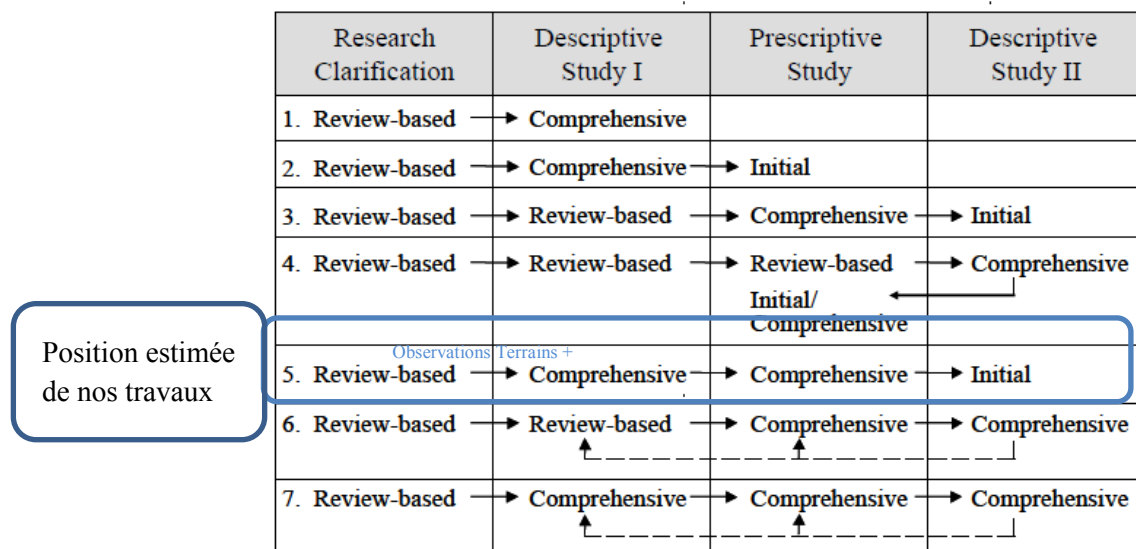 Research Clarification Descriptive Study I Prescriptive Study Descriptive Study II
1. Review-based Comprehensive
2. Review-based Comprehensive Initial
3. Review-based Review-based Comprehensive Initial
4. Review-based Review-based Review-based Comprehensive
Initial/
Comprehensive
Position estimée
de nos travaux
Observations Terrains +
5. Review-based Comprehensive Comprehensive Initial
6. Review-based Review-based Comprehensive Comprehensive
7. Review-based Comprehensive Comprehensive Comprehensive